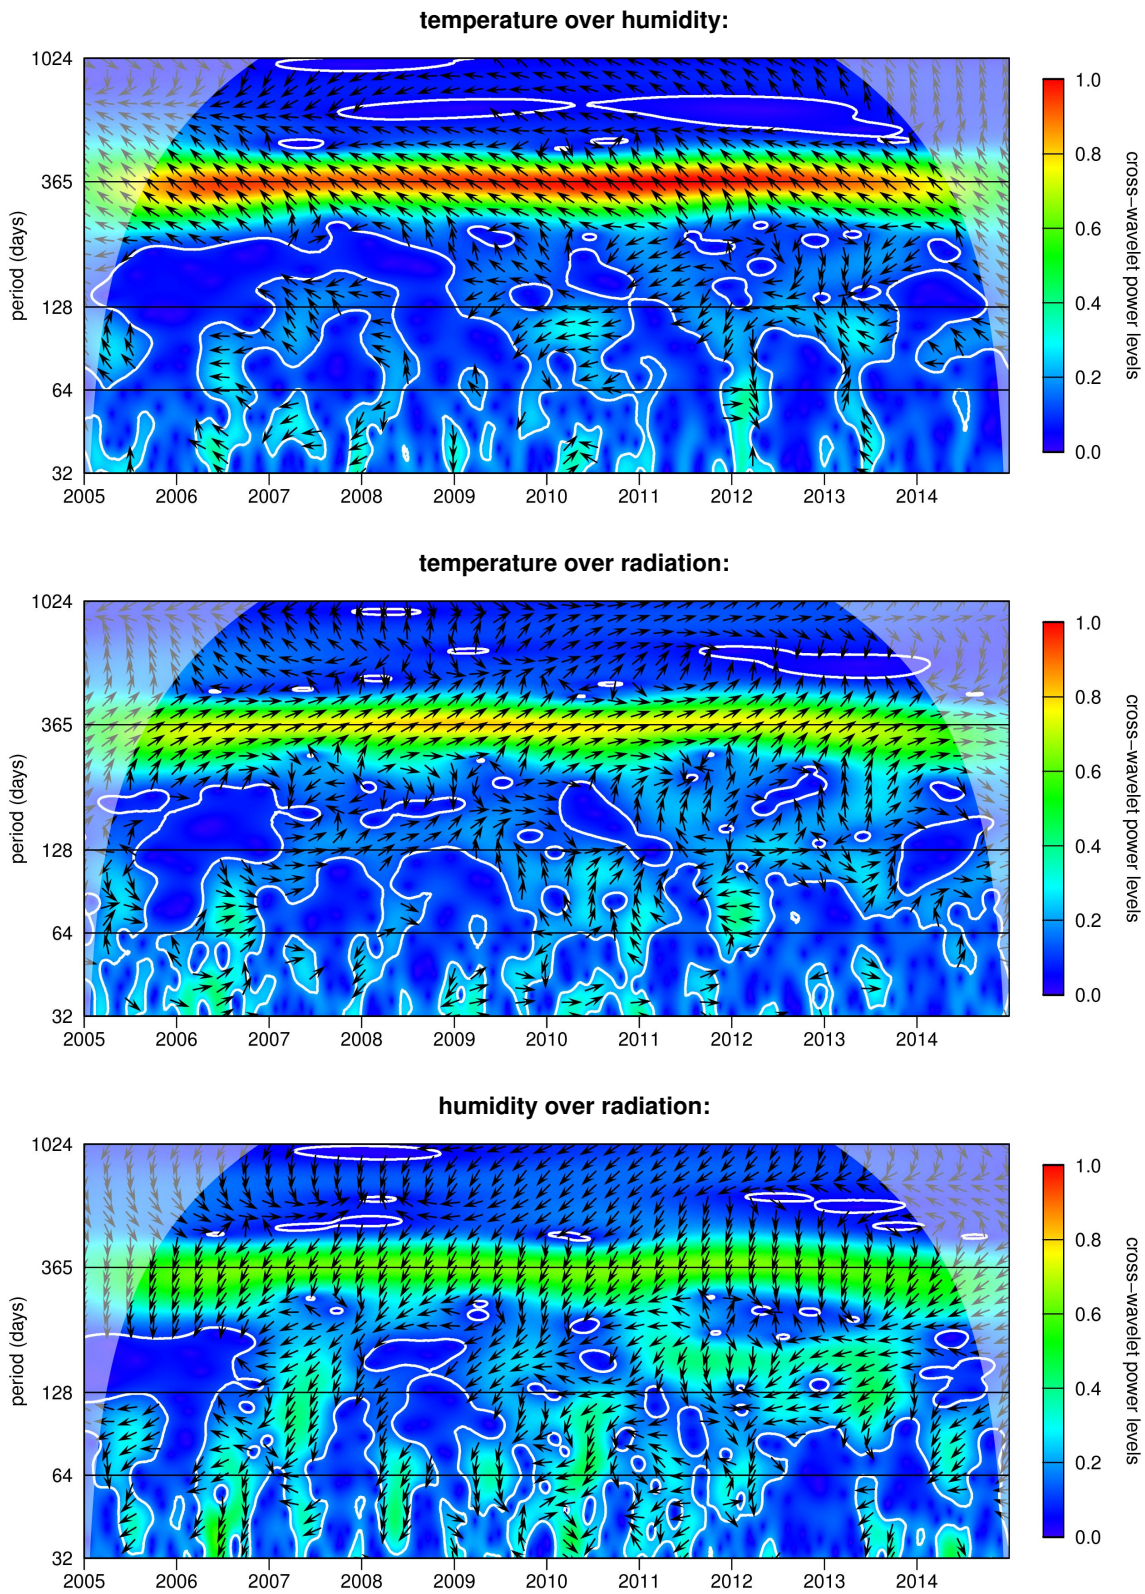 temperature over humidity:
1024
365
128
64
32
period (days)
2005 2006 2007 2008 2009 2010 2011 2012 2013 2014
1.0
0.8
0.6
0.4
0.2
0.0
cross−wavelet power levels
temperature over radiation:
1024
365
128
64
32
period (days)
2005 2006 2007 2008 2009 2010 2011 2012 2013 2014
1.0
0.8
0.6
0.4
0.2
0.0
cross−wavelet power levels
humidity over radiation:
1024
365
128
64
32
period (days)
2005 2006 2007 2008 2009 2010 2011 2012 2013 2014
1.0
0.8
0.6
0.4
0.2
0.0
cross−wavelet power levels